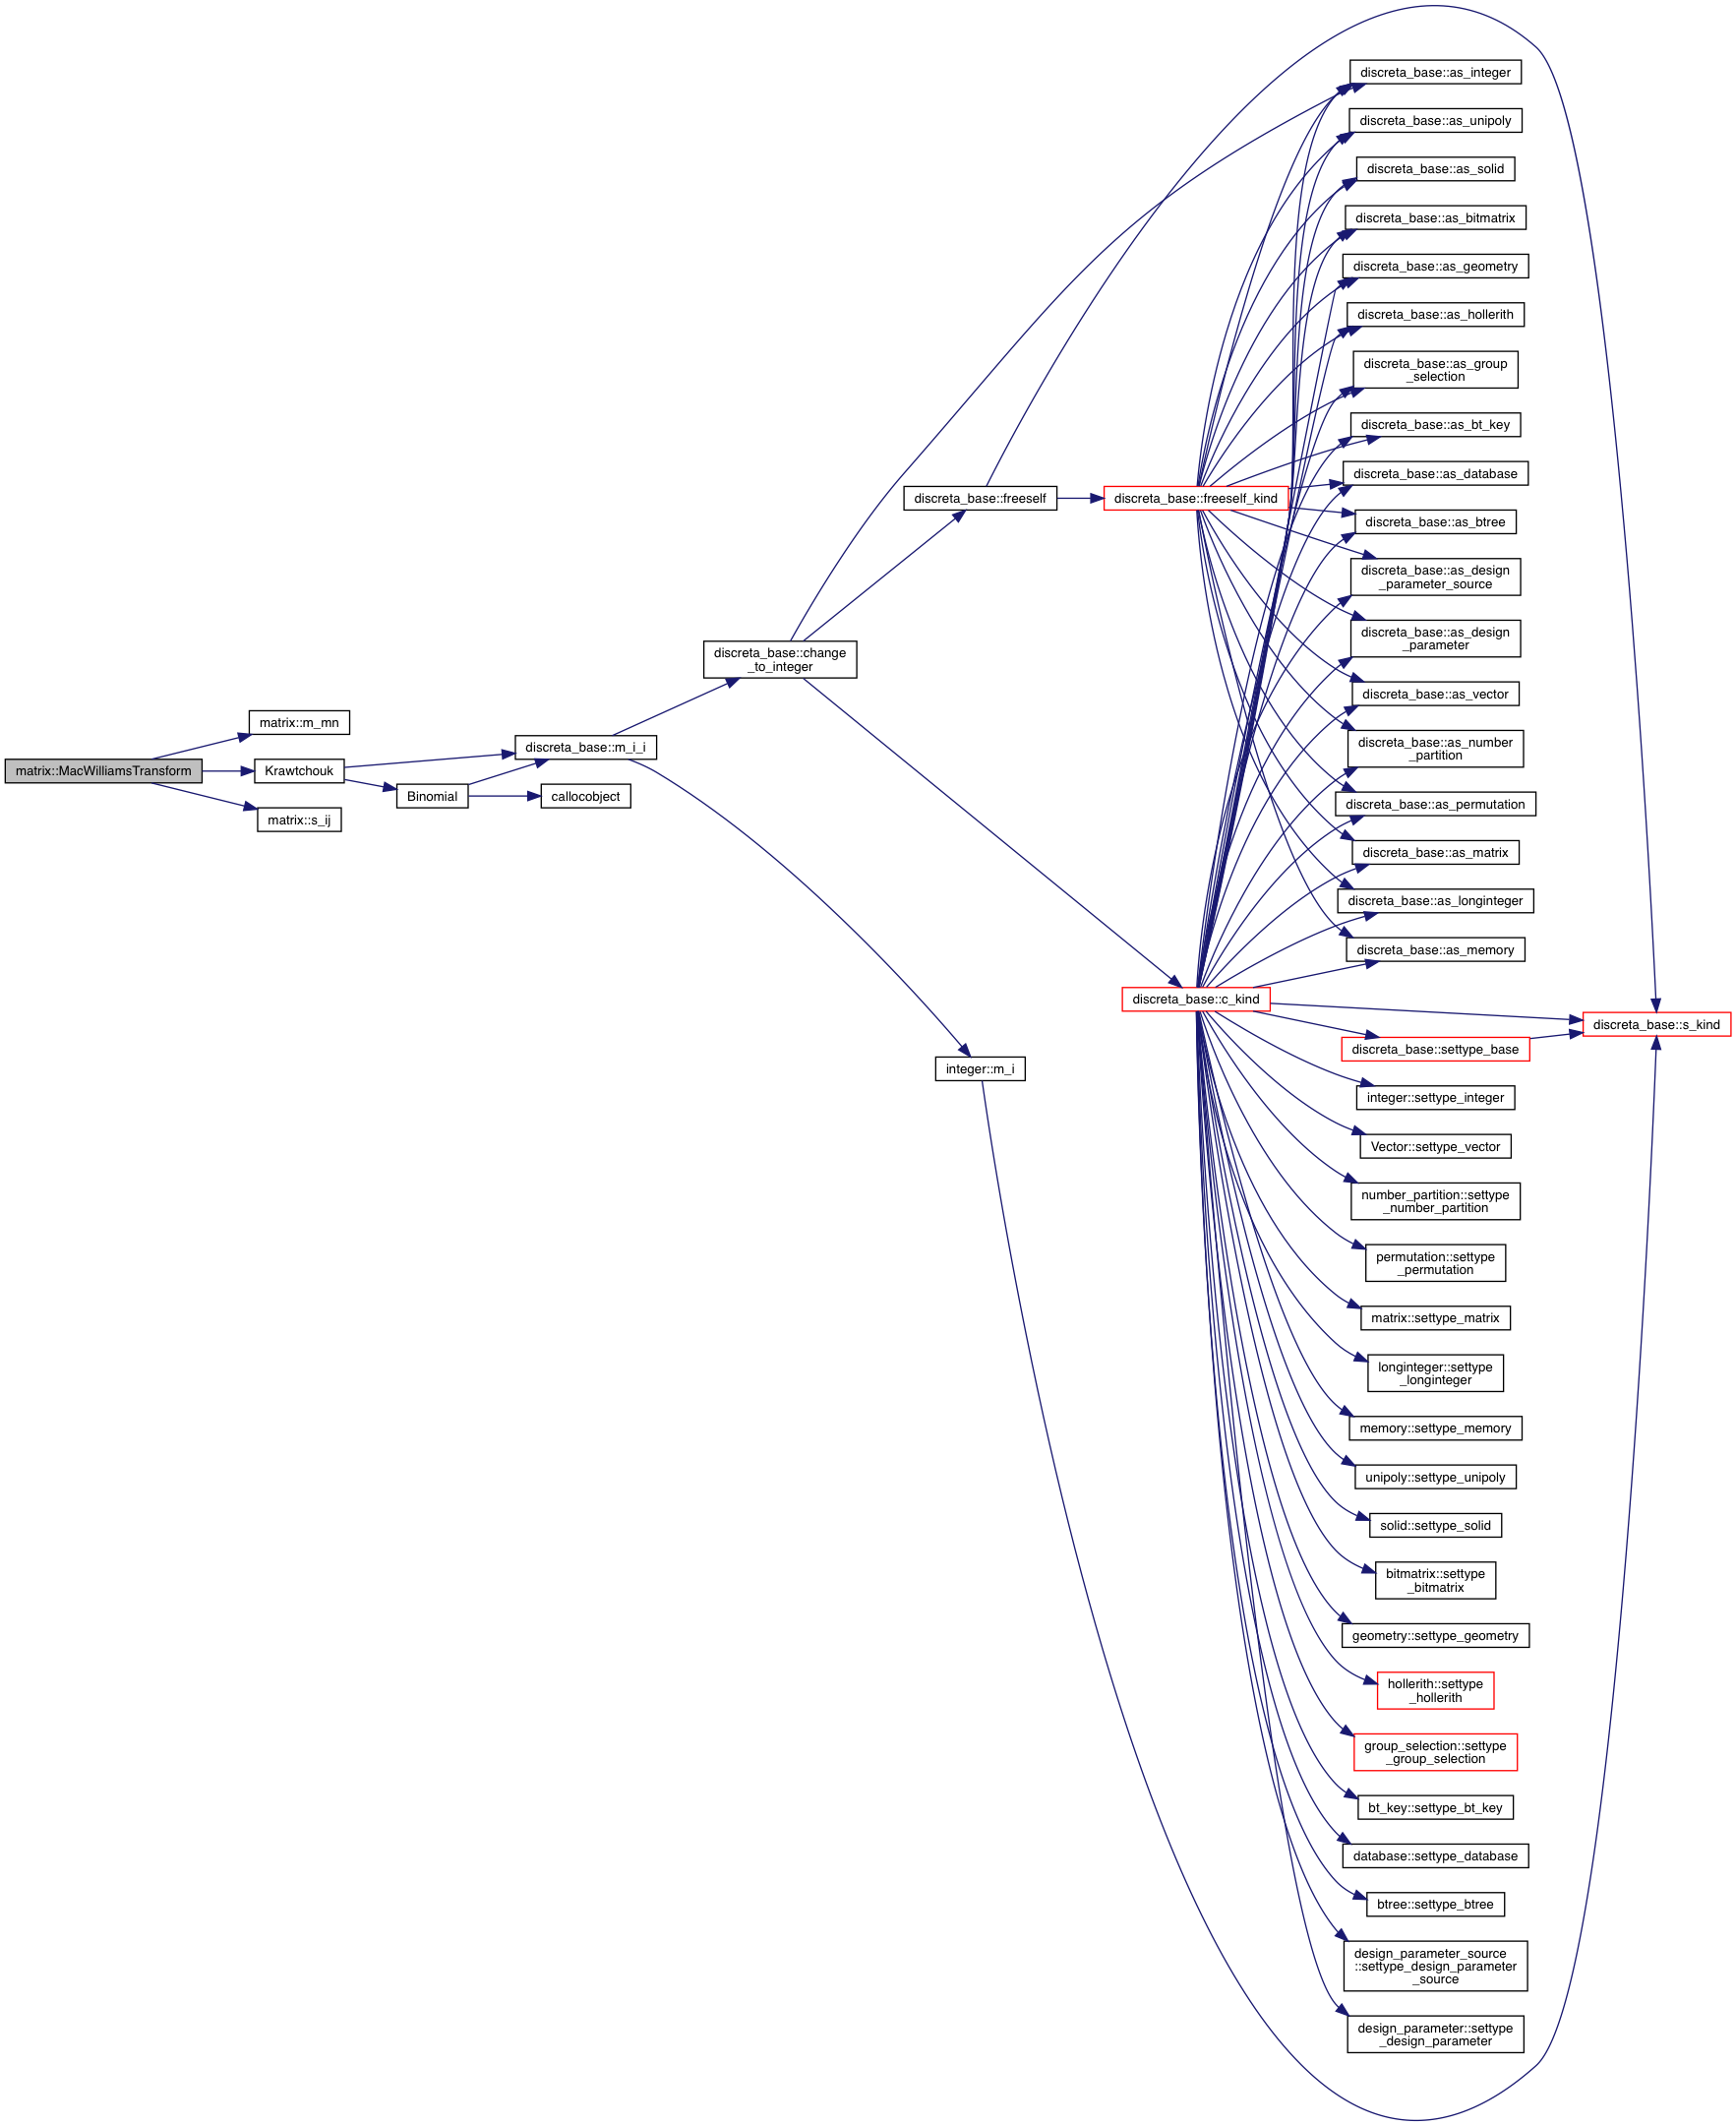 matrix::MacWilliamsTransform
matrix::m_mn
Krawtchouk
matrix::s_ij
Binomial
discreta_base::m_i_i
callocobject
discreta_base::change
_to_integer
discreta_base::freeself
integer::m_i
discreta_base::freeself_kind
discreta_base::c_kind
discreta_base::as_integer
discreta_base::as_unipoly
discreta_base::as_solid
discreta_base::as_bitmatrix
discreta_base::as_geometry
discreta_base::as_hollerith
discreta_base::as_group
_selection
discreta_base::as_bt_key
discreta_base::as_database
discreta_base::as_btree
discreta_base::as_design
_parameter_source
discreta_base::as_design
_parameter
discreta_base::as_vector
discreta_base::as_number
_partition
discreta_base::as_permutation
discreta_base::as_matrix
discreta_base::as_longinteger
discreta_base::as_memory
discreta_base::s_kind
discreta_base::settype_base
integer::settype_integer
Vector::settype_vector
number_partition::settype
_number_partition
permutation::settype
_permutation
matrix::settype_matrix
longinteger::settype
_longinteger
memory::settype_memory
unipoly::settype_unipoly
solid::settype_solid
bitmatrix::settype
_bitmatrix
geometry::settype_geometry
hollerith::settype
_hollerith
group_selection::settype
_group_selection
bt_key::settype_bt_key
database::settype_database
btree::settype_btree
design_parameter_source
::settype_design_parameter
_source
design_parameter::settype
_design_parameter